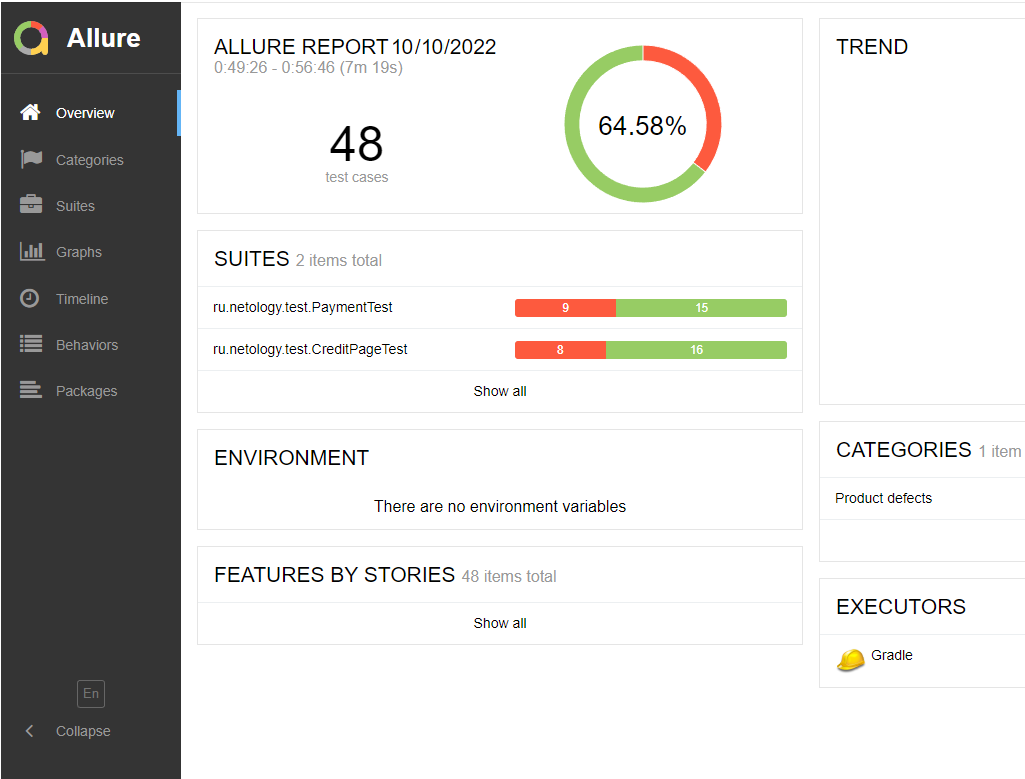 Allure
Overview
Categories
Suites
Graphs
Timeline
Behaviors
Packages
En
Collapse
ALLURE REPORT 10/10/2022
0:49:26 - 0:56:46 (7m 19s)
48
test cases
64.58%
SUITES 2 items total
ru.netology.test.PaymentTest 9 15
ru.netology.test.CreditPageTest 8 16
Show all
ENVIRONMENT
There are no environment variables
FEATURES BY STORIES 48 items total
Show all
TREND
CATEGORIES 1 item
Product defects
EXECUTORS
Gradle